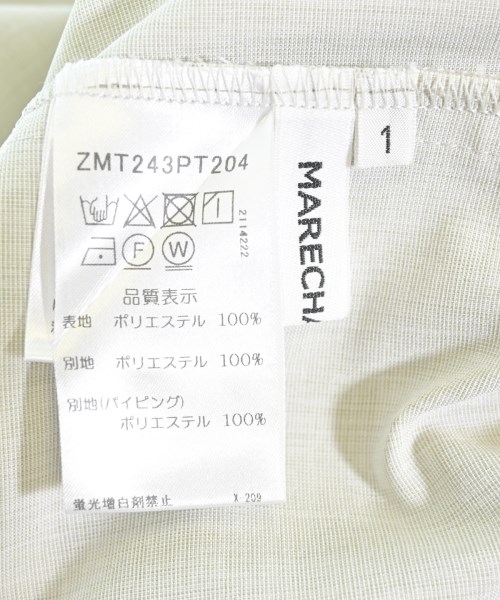 ZMT243PT204
F W
2114222
品質表示
表地 ポリエステル 100%
別地 ポリエステル 100%
別地(パイピング)
ポリエステル 100%
蛍光増白剤禁止 X-209
MARECHA
1